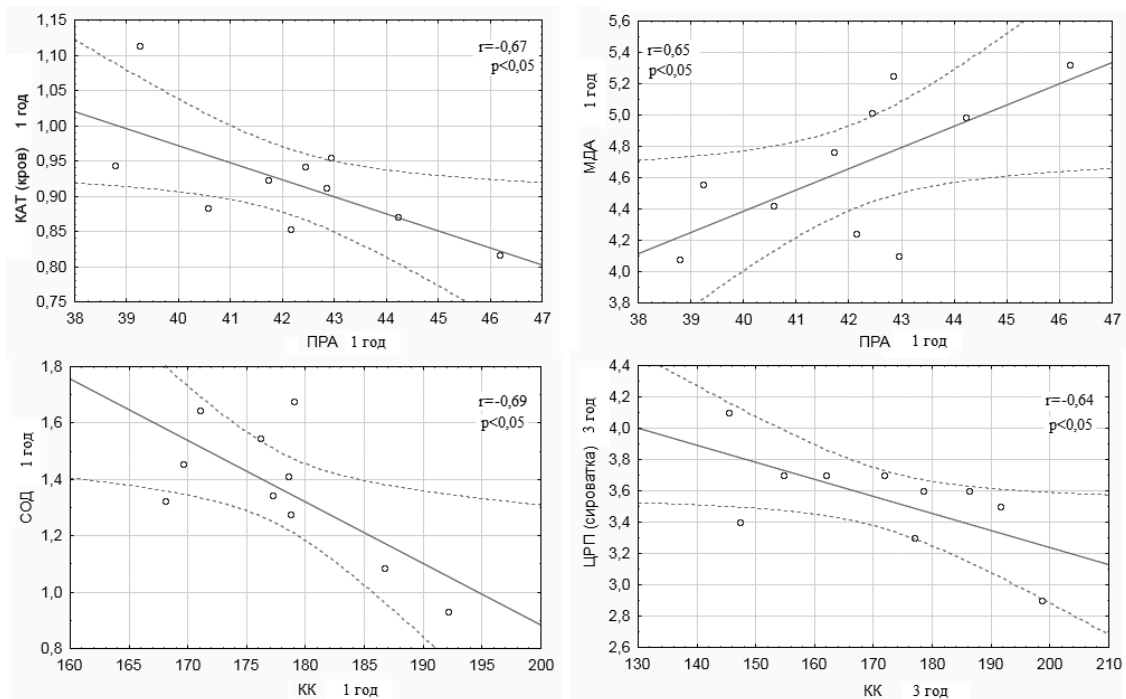 1,15
1,10
1,05
1,00
0,95
0,90
0,85
0,80
0,75
КАТ (кров) 1 год
r=-0,67
p<0,05
38 39 40 41 42 43 44 45 46 47
ПРА 1 год
5,6
5,4
5,2
5,0
4,8
4,6
4,4
4,2
4,0
3,8
МДА 1 год
r=0,65
p<0,05
38 39 40 41 42 43 44 45 46 47
ПРА 1 год
1,8
1,6
1,4
1,2
1,0
0,8
СОД 1 год
r=-0,69
p<0,05
160 165 170 175 180 185 190 195 200
КК 1 год
4,4
4,2
4,0
3,8
3,6
3,4
3,2
3,0
2,8
2,6
ЦРП (сироватка) 3 год
r=-0,64
p<0,05
130 140 150 160 170 180 190 200 210
КК 3 год